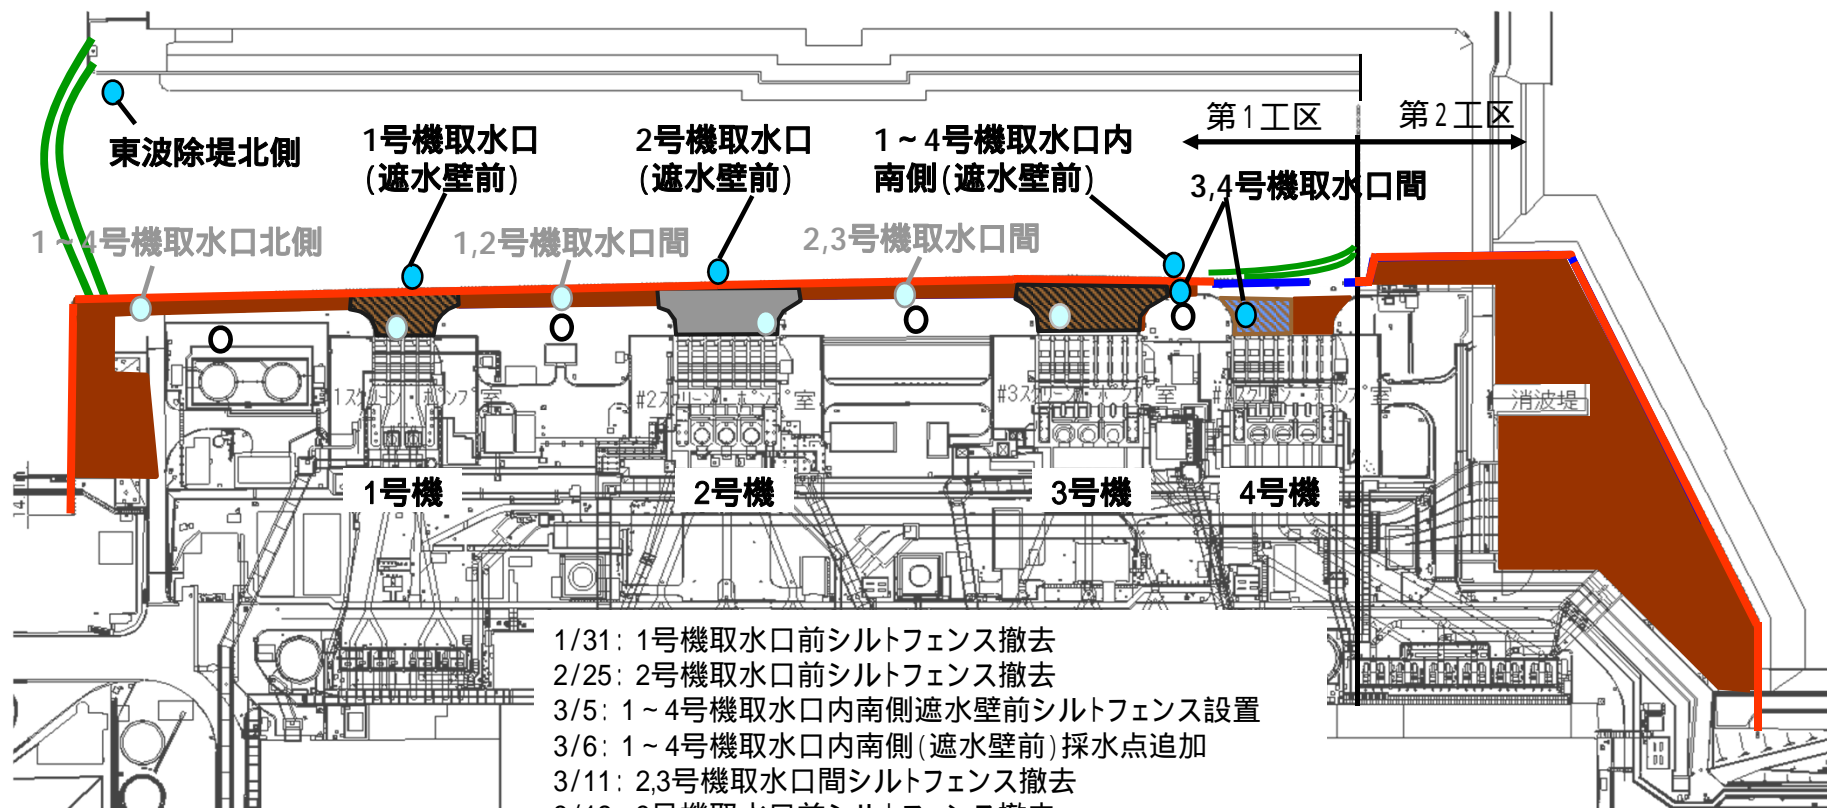 第1工区
第2工区
東波除堤北側
1号機取水口
(遮水壁前)
2号機取水口
(遮水壁前)
1~4号機取水口内
南側(遮水壁前)
3,4号機取水口間
1~4号機取水口北側
1,2号機取水口間
2,3号機取水口間
#1スクリーン・ポンプ室
#2スクリーン・ポンプ室
#3スクリーン・ポンプ室
消波堤
1号機
2号機
3号機
4号機
1/31: 1号機取水口前シルトフェンス撤去
2/25: 2号機取水口前シルトフェンス撤去
3/5: 1~4号機取水口内南側遮水壁前シルトフェンス設置
3/6: 1~4号機取水口内南側(遮水壁前)採水点追加
3/11: 2,3号機取水口間シルトフェンス撤去